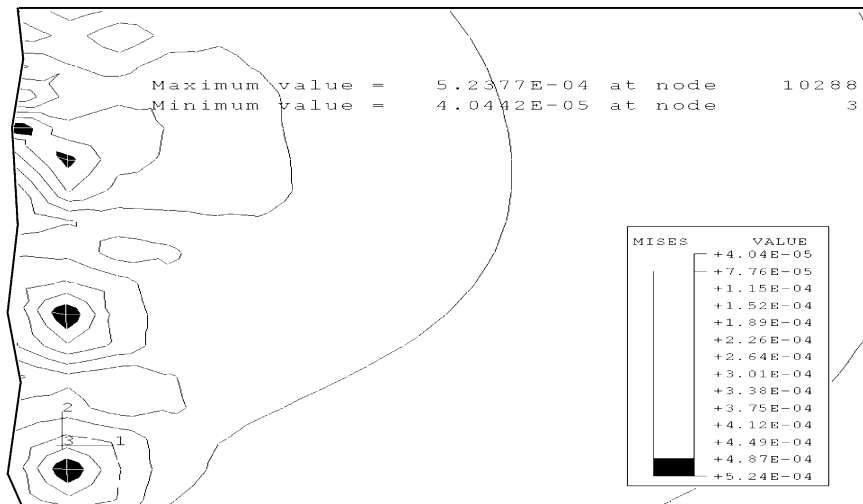 Maximum value = 5.2377E-04 at node 10288
Minimum value = 4.0442E-05 at node 3
MISES VALUE
+4.04E-05
+7.76E-05
+1.15E-04
+1.52E-04
+1.89E-04
+2.26E-04
+2.64E-04
+3.01E-04
+3.38E-04
+3.75E-04
+4.12E-04
+4.49E-04
+4.87E-04
+5.24E-04
2
3 1